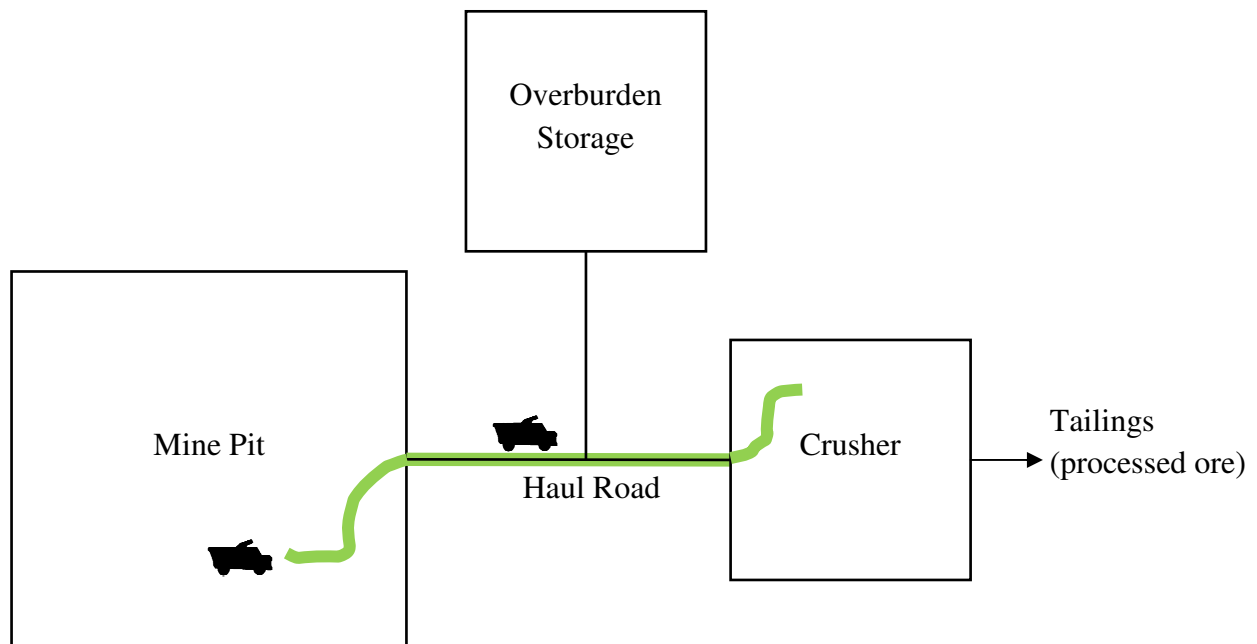 Overburden
Storage
Mine Pit
Haul Road
Crusher
Tailings
(processed ore)